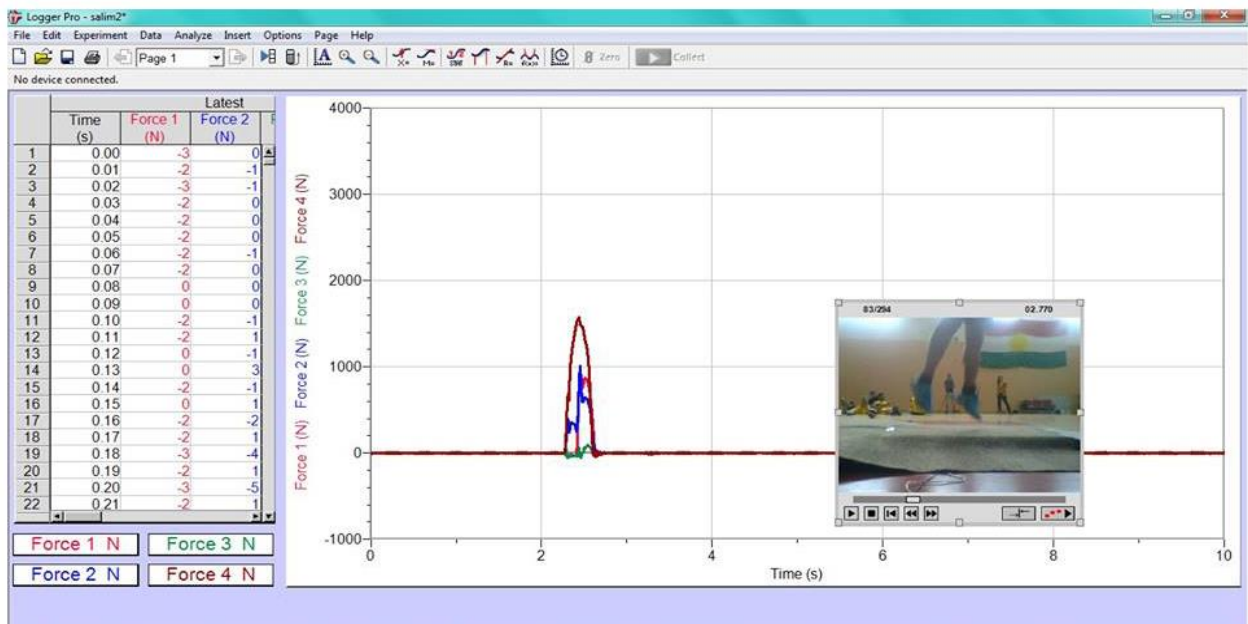 Logger Pro - salim2*
File Edit Experiment Data Analyze Insert Options Page Help
Page 1
Zero
Collect
No device connected.
Latest
Time Force 1 Force 2
(s) (N) (N)
1 0.00 -3 0
2 0.01 -2 -1
3 0.02 -3 -1
4 0.03 -2 0
5 0.04 -2 0
6 0.05 -2 0
7 0.06 -2 -1
8 0.07 -2 0
9 0.08 0 0
10 0.09 0 0
11 0.10 -2 -1
12 0.11 -2 1
13 0.12 0 -1
14 0.13 0 3
15 0.14 -2 -1
16 0.15 0 1
17 0.16 -2 -2
18 0.17 -2 1
19 0.18 -3 -4
20 0.19 -2 1
21 0.20 -3 -5
22 0.21 -2 1
Force 1 N Force 3 N
Force 2 N Force 4 N
Force 1 (N) Force 2 (N) Force 3 (N) Force 4 (N)
4000
3000
2000
1000
0
-1000
0 2 4 6 8 10
Time (s)
83/294 02.770